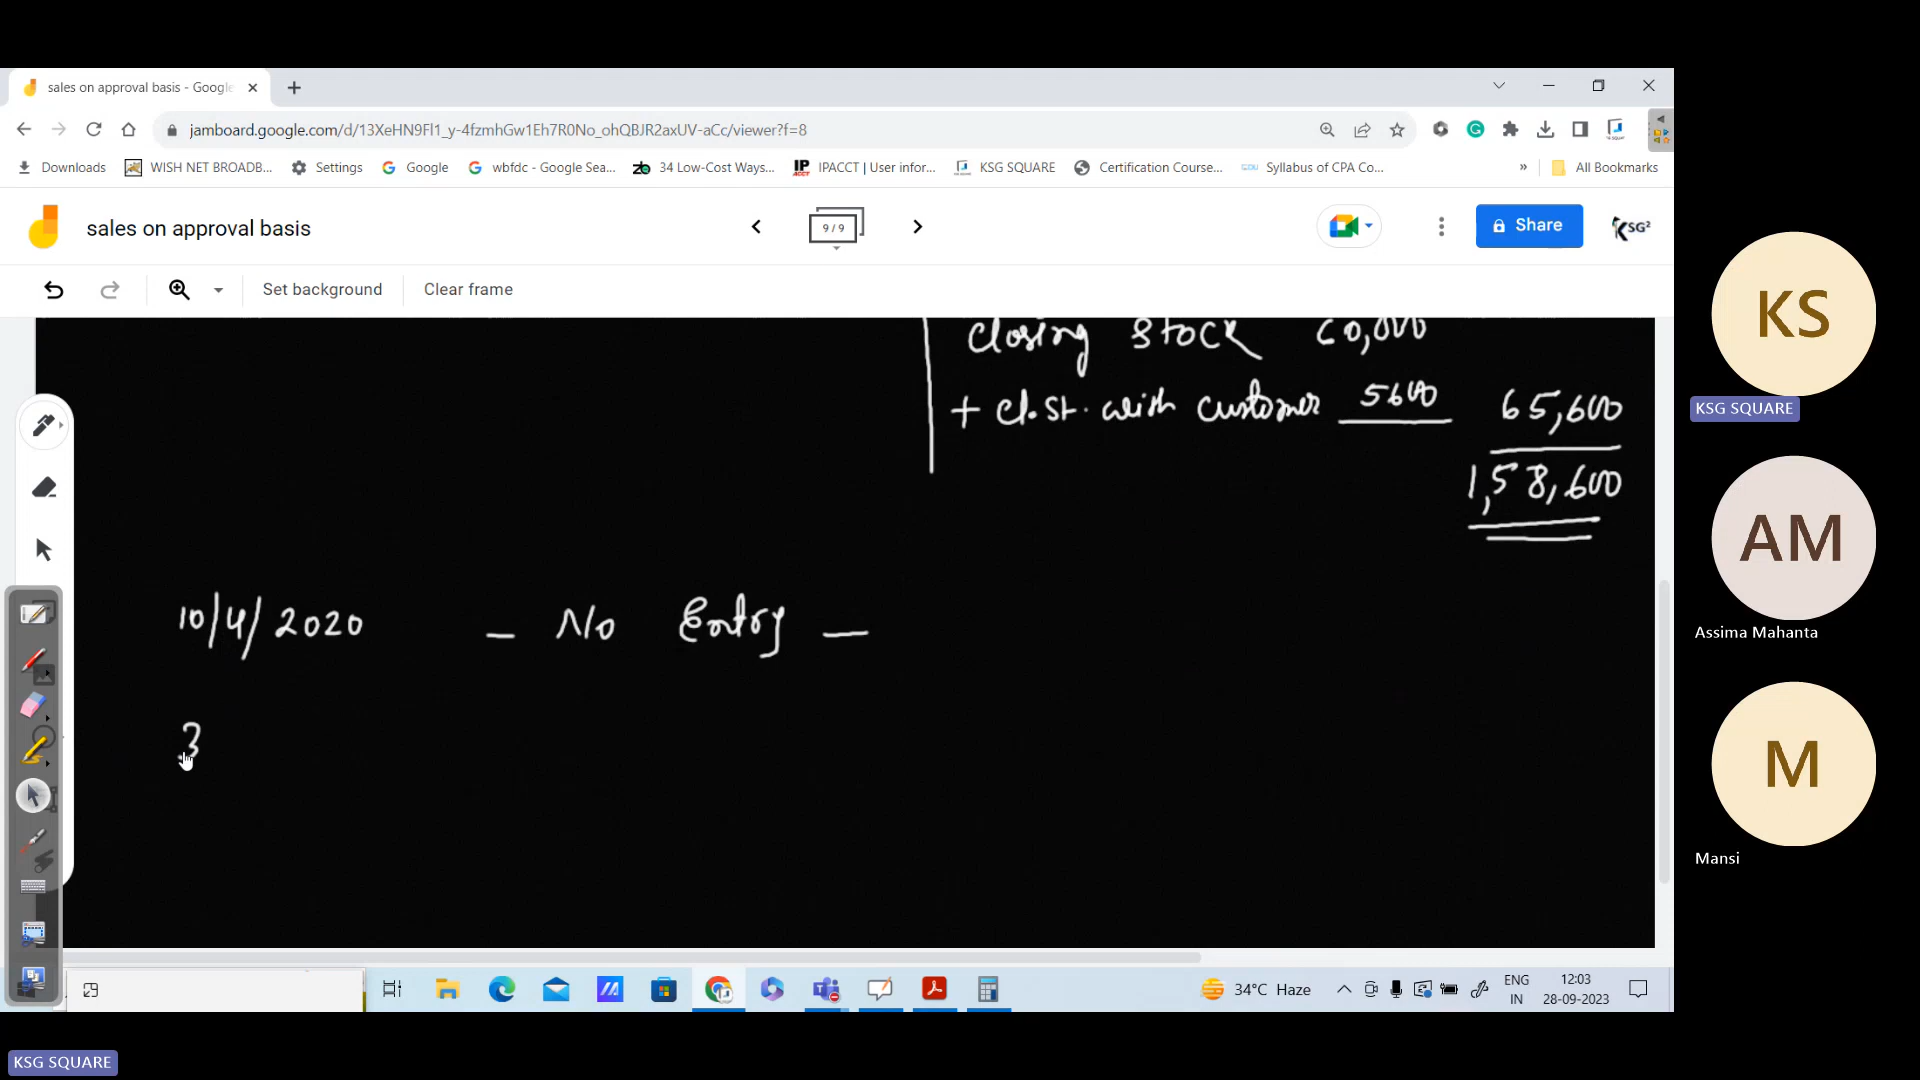 sales on approval basis - Google
jamboard.google.com/d/13XeHN9Fl1_y-4fzmhGw1Eh7R0No_ohQBJR2axUV-aCc/viewer?f=8
Downloads WISH NET BROADB... Settings Google wbfdc - Google Sea... 34 Low-Cost Ways... IP ACCT IPACCT | User infor... KSG SQUARE Certification Course... Syllabus of CPA Co... » All Bookmarks
sales on approval basis 9 / 9 Share KSG²
Set background Clear frame
Closing Stock 60,000
+ Cl. St. with customer 5600 65,600
1,58,600
10/4/2020 - No Entry -
3
KS
KSG SQUARE
AM
Assima Mahanta
M
Mansi
34°C Haze ENG IN 12:03 28-09-2023
KSG SQUARE